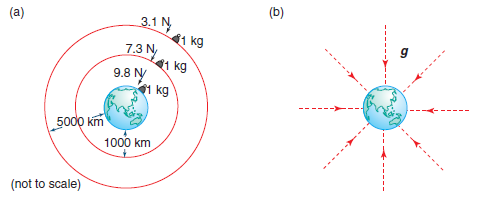 (a)
3.1 N
1 kg
7.3 N
1 kg
9.8 N
1 kg
5000 km
1000 km
(not to scale)
(b)
g